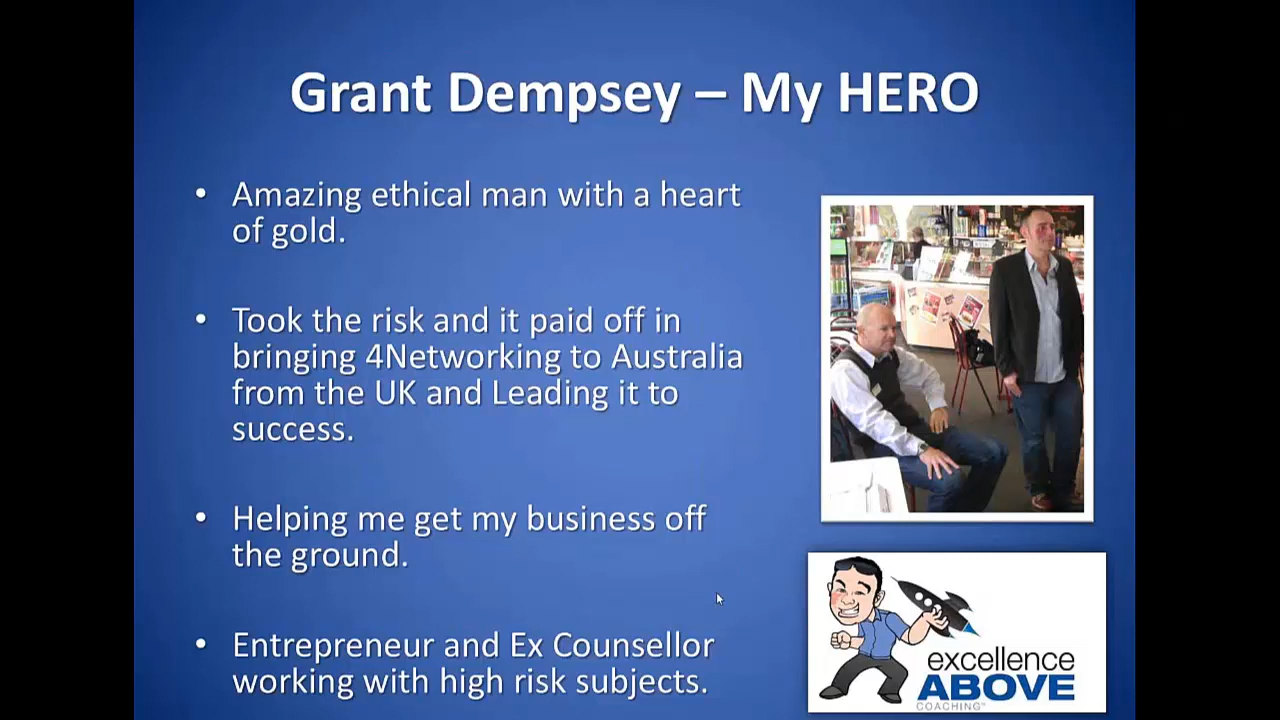 Grant Dempsey – My HERO
• Amazing ethical man with a heart
of gold.
• Took the risk and it paid off in
bringing 4Networking to Australia
from the UK and Leading it to
success.
• Helping me get my business off
the ground.
• Entrepreneur and Ex Counsellor
working with high risk subjects.
excellence
ABOVE
COACHING™